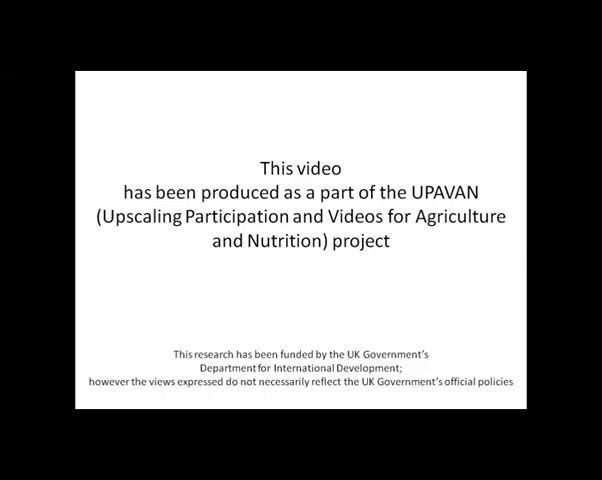 This video
has been produced as a part of the UPAVAN
(Upscaling Participation and Videos for Agriculture
and Nutrition) project
This research has been funded by the UK Government's
Department for International Development;
however the views expressed do not necessarily reflect the UK Government's official policies